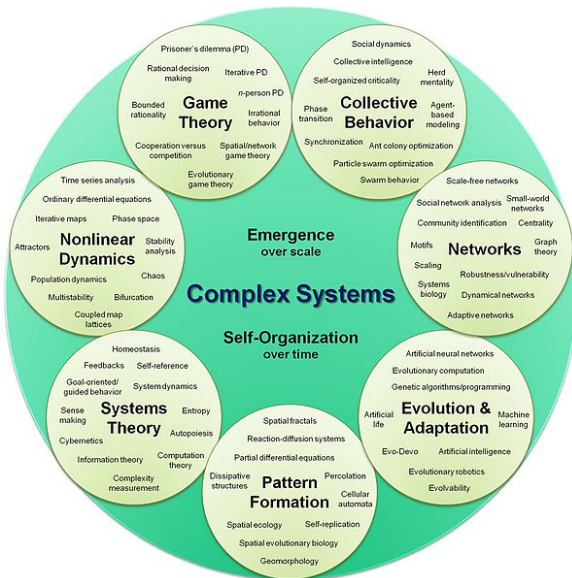 Prisoner's dilemma (PD)
Rational decision
making
Iterative PD
n-person PD
Bounded
rationality
Game
Theory
Irrational
behavior
Cooperation versus
competition
Spatial/network
game theory
Evolutionary
game theory
Social dynamics
Collective intelligence
Self-organized criticality
Herd
mentality
Phase
transition
Collective
Behavior
Agent-
based
modeling
Synchronization
Ant colony optimization
Particle swarm optimization
Swarm behavior
Time series analysis
Ordinary differential equations
Iterative maps
Phase space
Attractors
Nonlinear
Dynamics
Stability
analysis
Population dynamics
Chaos
Multistability
Bifurcation
Coupled map
lattices
Emergence
over scale
Complex Systems
Self-Organization
over time
Scale-free networks
Social network analysis
Small-world
networks
Community identification
Centrality
Motifs
Networks
Graph
theory
Scaling
Robustness/vulnerability
Systems
biology
Dynamical networks
Adaptive networks
Homeostasis
Feedbacks
Self-reference
Goal-oriented/
guided behavior
System dynamics
Sense
making
Systems
Theory
Entropy
Cybernetics
Autopoiesis
Information theory
Computation
theory
Complexity
measurement
Spatial fractals
Reaction-diffusion systems
Partial differential equations
Dissipative
structures
Percolation
Pattern
Formation
Cellular
automata
Spatial ecology
Self-replication
Spatial evolutionary biology
Geomorphology
Artificial neural networks
Evolutionary computation
Genetic algorithms/programming
Artificial
life
Evolution &
Adaptation
Machine
learning
Evo-Devo
Artificial intelligence
Evolutionary robotics
Evolvability